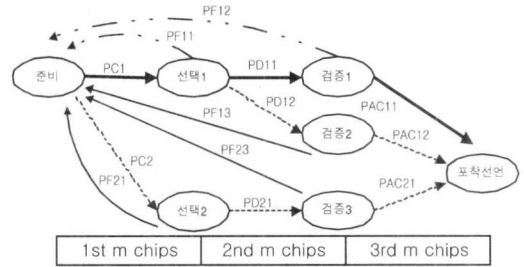 PF12
PF11
준비
PC1
선택1
PD11
검증1
PD12
PAC11
PF13
검증2
PAC12
PF23
포착선언
PC2
PF21
PAC21
선택2
PD21
검증3
1st m chips
2nd m chips
3rd m chips